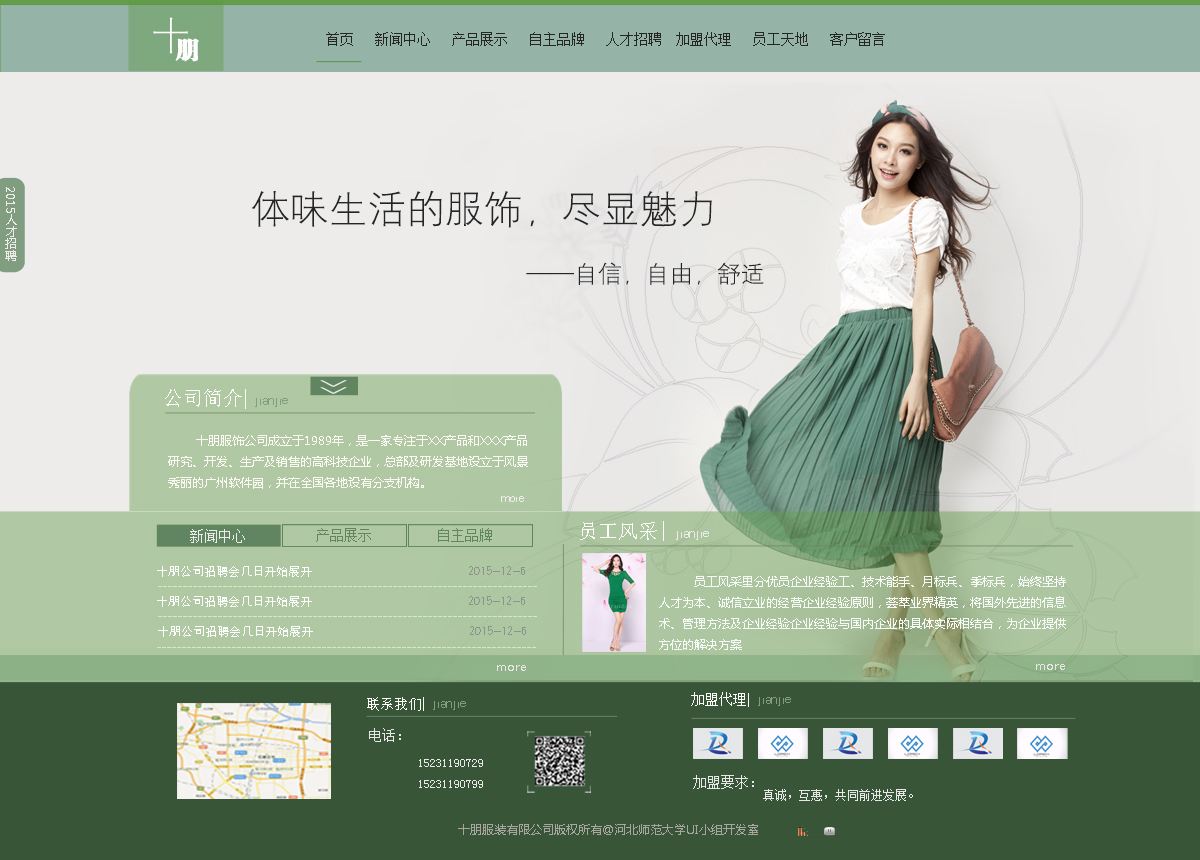 十朋
首页 新闻中心 产品展示 自主品牌 人才招聘 加盟代理 员工天地 客户留言
2015人才招聘
体味生活的服饰，尽显魅力
——自信，自由，舒适
公司简介| jianjie
十朋服饰公司成立于1989年，是一家专注于XX产品和XXX产品
研究、开发、生产及销售的高科技企业，总部及研发基地设立于风景
秀丽的广州软件园，并在全国各地设有分支机构。
more
新闻中心 产品展示 自主品牌
十朋公司招聘会几日开始展开 2015-12-6
十朋公司招聘会几日开始展开 2015-12-6
十朋公司招聘会几日开始展开 2015-12-6
more
员工风采| jianjie
员工风采里分优员企业经验工、技术能手、月标兵、季标兵，始终坚持
人才为本、诚信立业的经营企业经验原则，荟萃业界精英，将国外先进的信息
术、管理方法及企业经验企业经验与国内企业的具体实际相结合，为企业提供
方位的解决方案
more
联系我们| jianjie
电话：
15231190729
15231190799
加盟代理| jianjie
加盟要求：
真诚，互惠，共同前进发展。
十朋服装有限公司版权所有@河北师范大学UI小组开发室